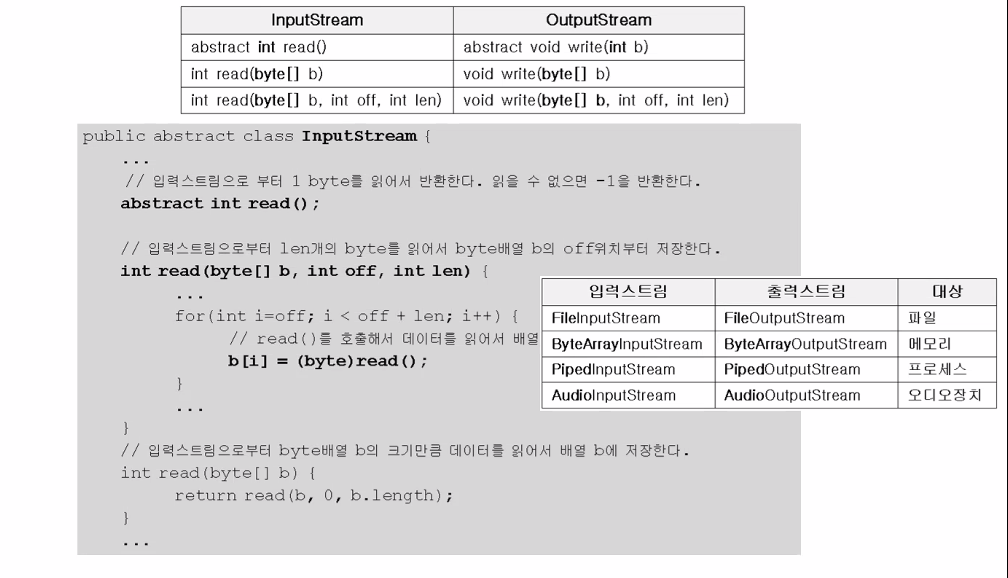 InputStream OutputStream
abstract int read() abstract void write(int b)
int read(byte[] b) void write(byte[] b)
int read(byte[] b, int off, int len) void write(byte[] b, int off, int len)
public abstract class InputStream {
...
// 입력스트림으로 부터 1 byte를 읽어서 반환한다. 읽을 수 없으면 -1을 반환한다.
abstract int read();
// 입력스트림으로부터 len개의 byte를 읽어서 byte배열 b의 off위치부터 저장한다.
int read(byte[] b, int off, int len) {
...
for(int i=off; i < off + len; i++) {
// read()를 호출해서 데이터를 읽어서 배열
b[i] = (byte)read();
}
...
}
// 입력스트림으로부터 byte배열 b의 크기만큼 데이터를 읽어서 배열 b에 저장한다.
int read(byte[] b) {
return read(b, 0, b.length);
}
...
입력스트림 출력스트림 대상
FileInputStream FileOutputStream 파일
ByteArrayInputStream ByteArrayOutputStream 메모리
PipedInputStream PipedOutputStream 프로세스
AudioInputStream AudioOutputStream 오디오장치